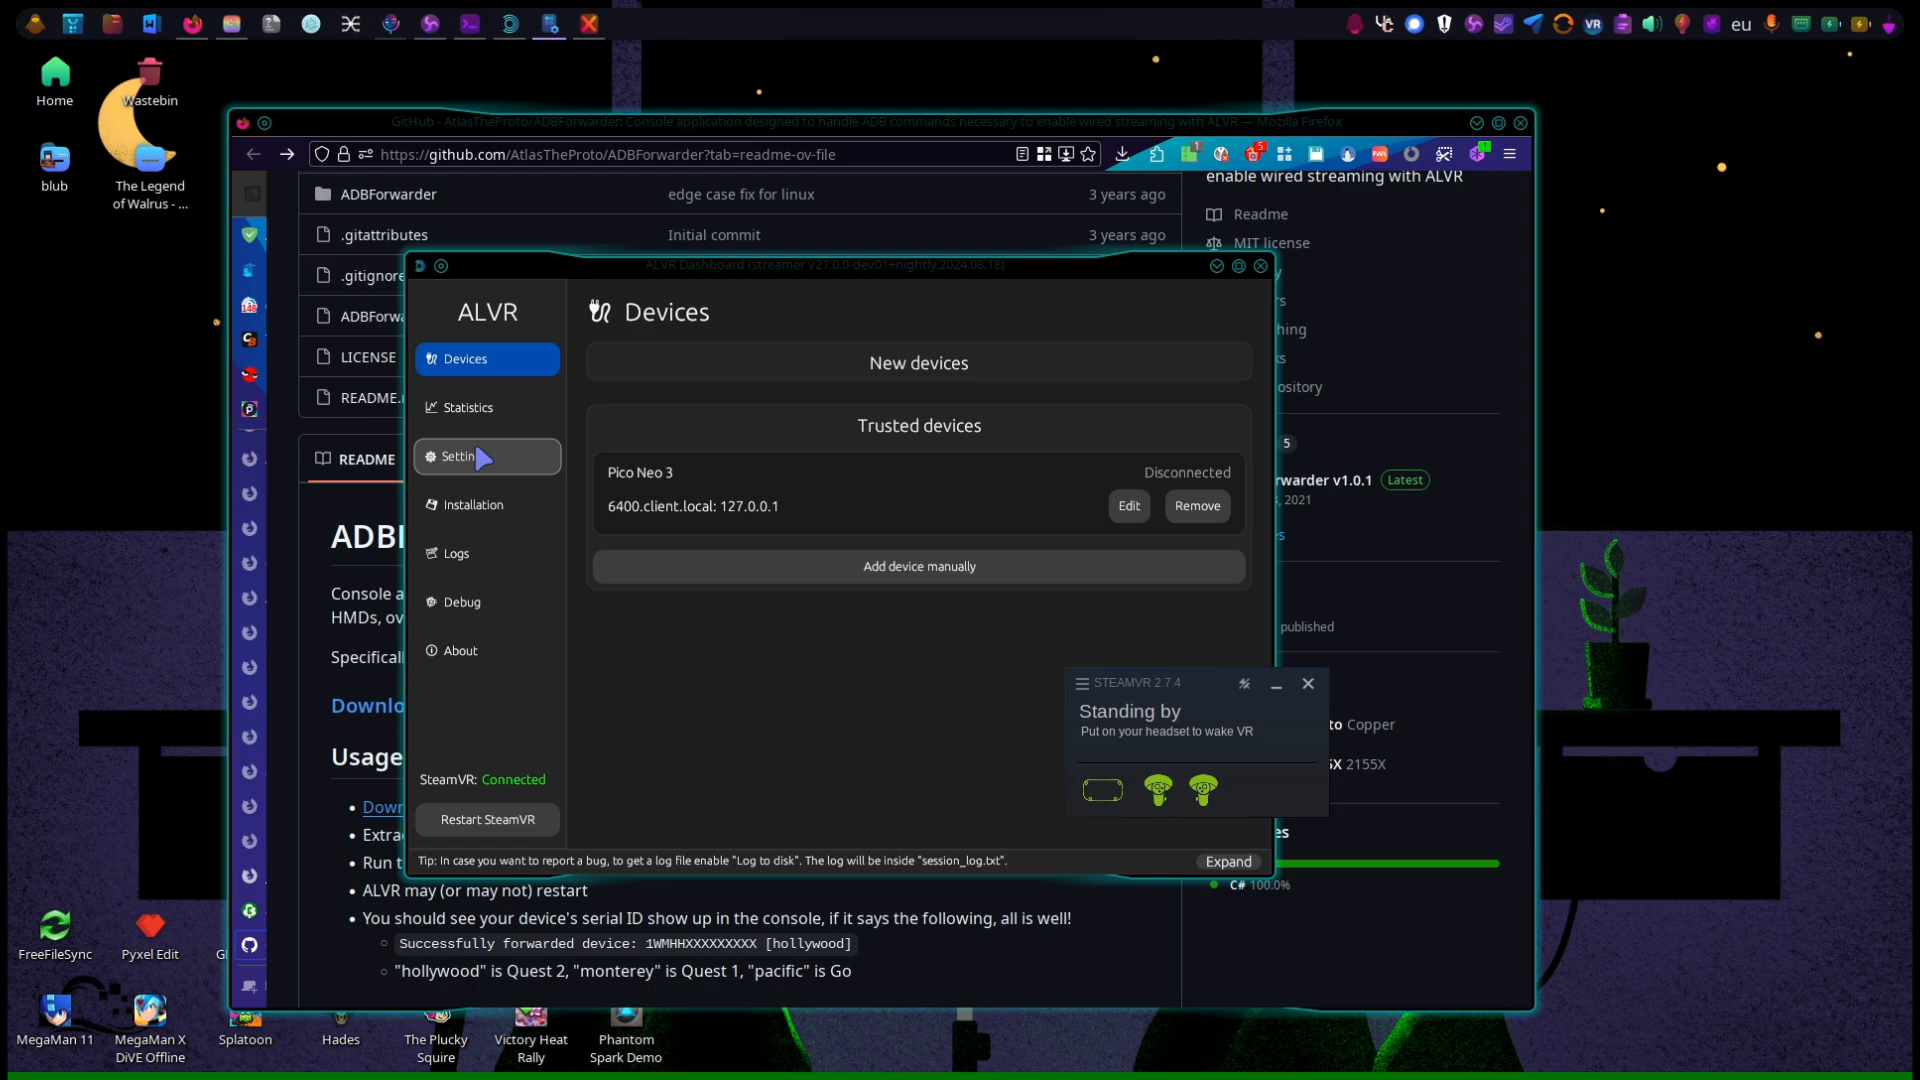 eu
VR
Home
Wastebin
blub
The Legend
of Walrus - ...
GitHub - AtlasTheProto/ADBForwarder: Console application designed to handle ADB commands necessary to enable wired streaming with ALVR — Mozilla Firefox
https://github.com/AtlasTheProto/ADBForwarder?tab=readme-ov-file
1
5
1
enable wired streaming with ALVR
ADBForwarder
edge case fix for linux
3 years ago
Readme
.gitattributes
Initial commit
3 years ago
MIT license
.gitignore
ADBForwa
LICENSE
README.
README
ository
5
rwarder v1.0.1
Latest
, 2021
published
to Copper
SX 2155X
es
C# 100.0%
148
ALVR Dashboard (streamer v21.0.0-dev01+nightly.2024.08.18)
ALVR
Devices
Statistics
Settin
Installation
Logs
Debug
About
SteamVR: Connected
Restart SteamVR
Devices
New devices
Trusted devices
Pico Neo 3
Disconnected
6400.client.local: 127.0.0.1
Edit
Remove
Add device manually
Tip: In case you want to report a bug, to get a log file enable "Log to disk". The log will be inside "session_log.txt".
Expand
STEAMVR 2.7.4
Standing by
Put on your headset to wake VR
ADBF
Console a
HMDs, ov
Specifical
Downlo
Usage
Down
Extra
Run t
ALVR may (or may not) restart
You should see your device's serial ID show up in the console, if it says the following, all is well!
Successfully forwarded device: 1WMHHXXXXXXXXX [hollywood]
"hollywood" is Quest 2, "monterey" is Quest 1, "pacific" is Go
FreeFileSync
Pyxel Edit
MegaMan 11
MegaMan X
DiVE Offline
Splatoon
Hades
The Plucky
Squire
Victory Heat
Rally
Phantom
Spark Demo